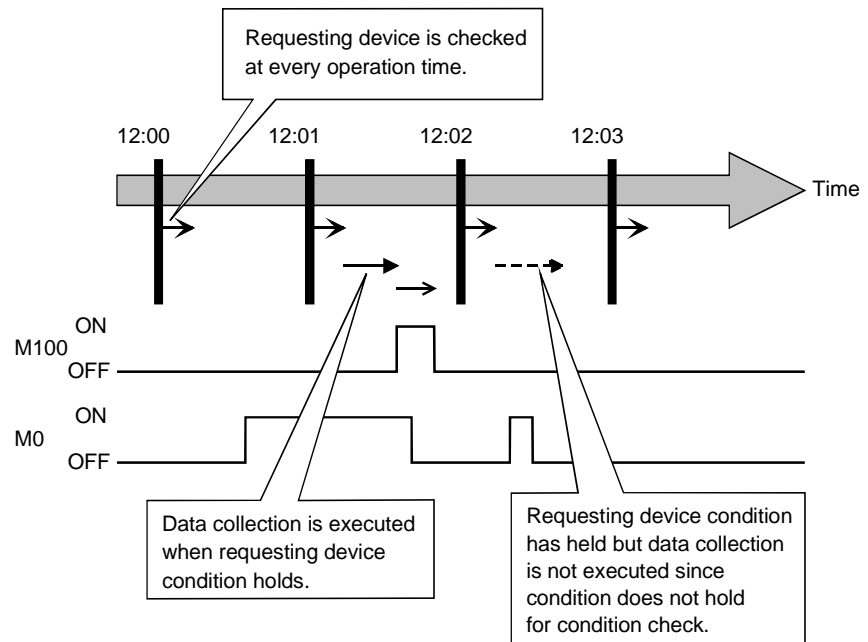 Requesting device is checked
at every operation time.
12:00 12:01 12:02 12:03
Time
ON
M100
OFF
ON
M0
OFF
Data collection is executed
when requesting device
condition holds.
Requesting device condition
has held but data collection
is not executed since
condition does not hold
for condition check.